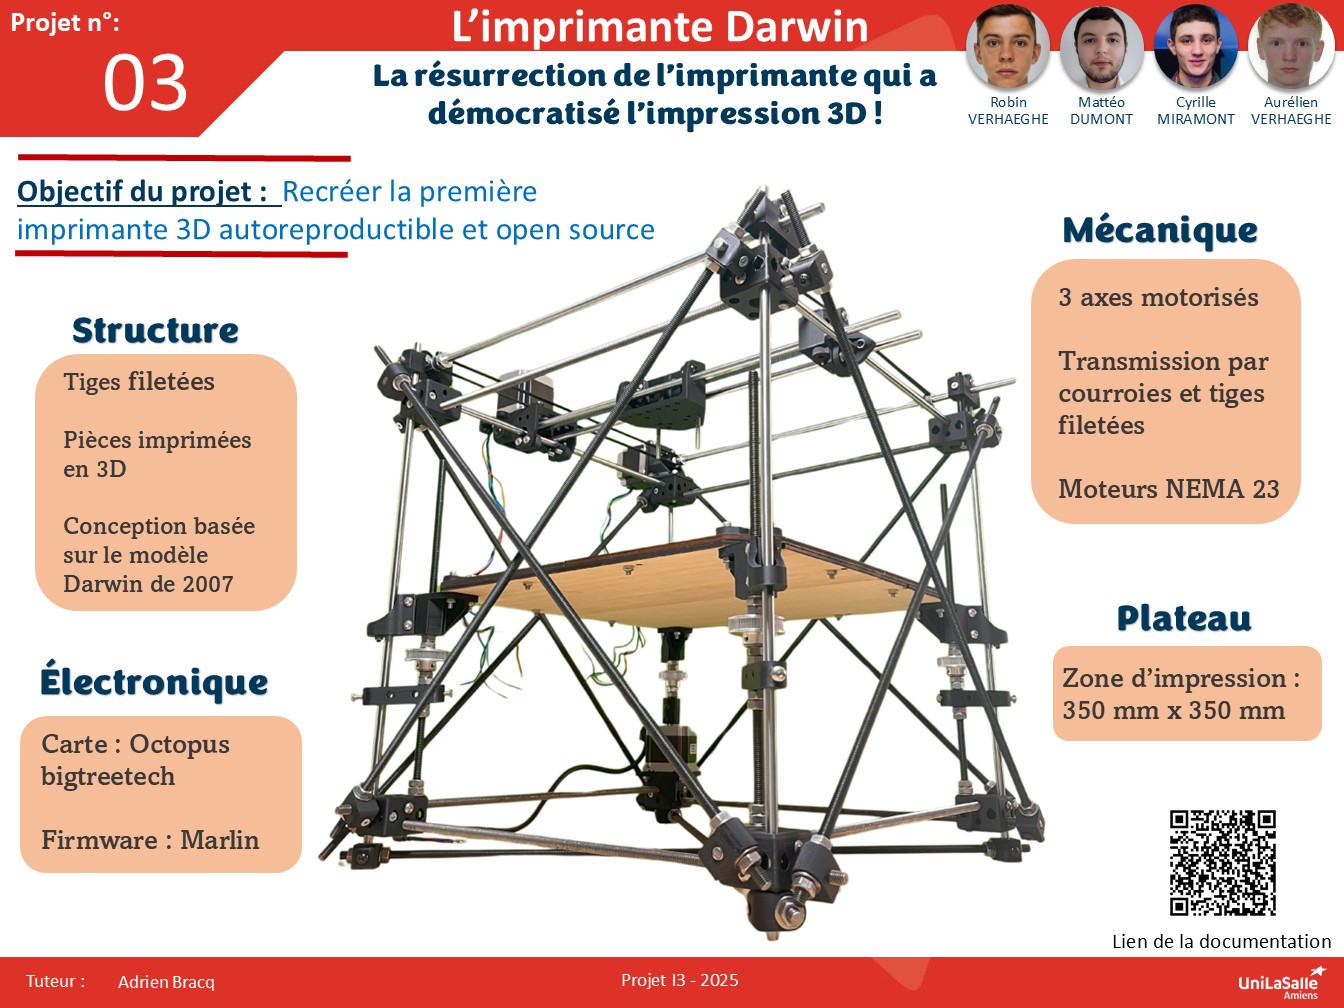 Projet n°:
03
L’imprimante Darwin
La résurrection de l’imprimante qui a
démocratisé l’impression 3D !
Robin
VERHAEGHE
Mattéo
DUMONT
Cyrille
MIRAMONT
Aurélien
VERHAEGHE
Objectif du projet : Recréer la première
imprimante 3D autoreproductible et open source
Structure
Tiges filetées
Pièces imprimées
en 3D
Conception basée
sur le modèle
Darwin de 2007
Électronique
Carte : Octopus
bigtreetech
Firmware : Marlin
Mécanique
3 axes motorisés
Transmission par
courroies et tiges
filetées
Moteurs NEMA 23
Plateau
Zone d’impression :
350 mm x 350 mm
Lien de la documentation
Tuteur :
Adrien Bracq
Projet I3 - 2025
UniLaSalle
Amiens